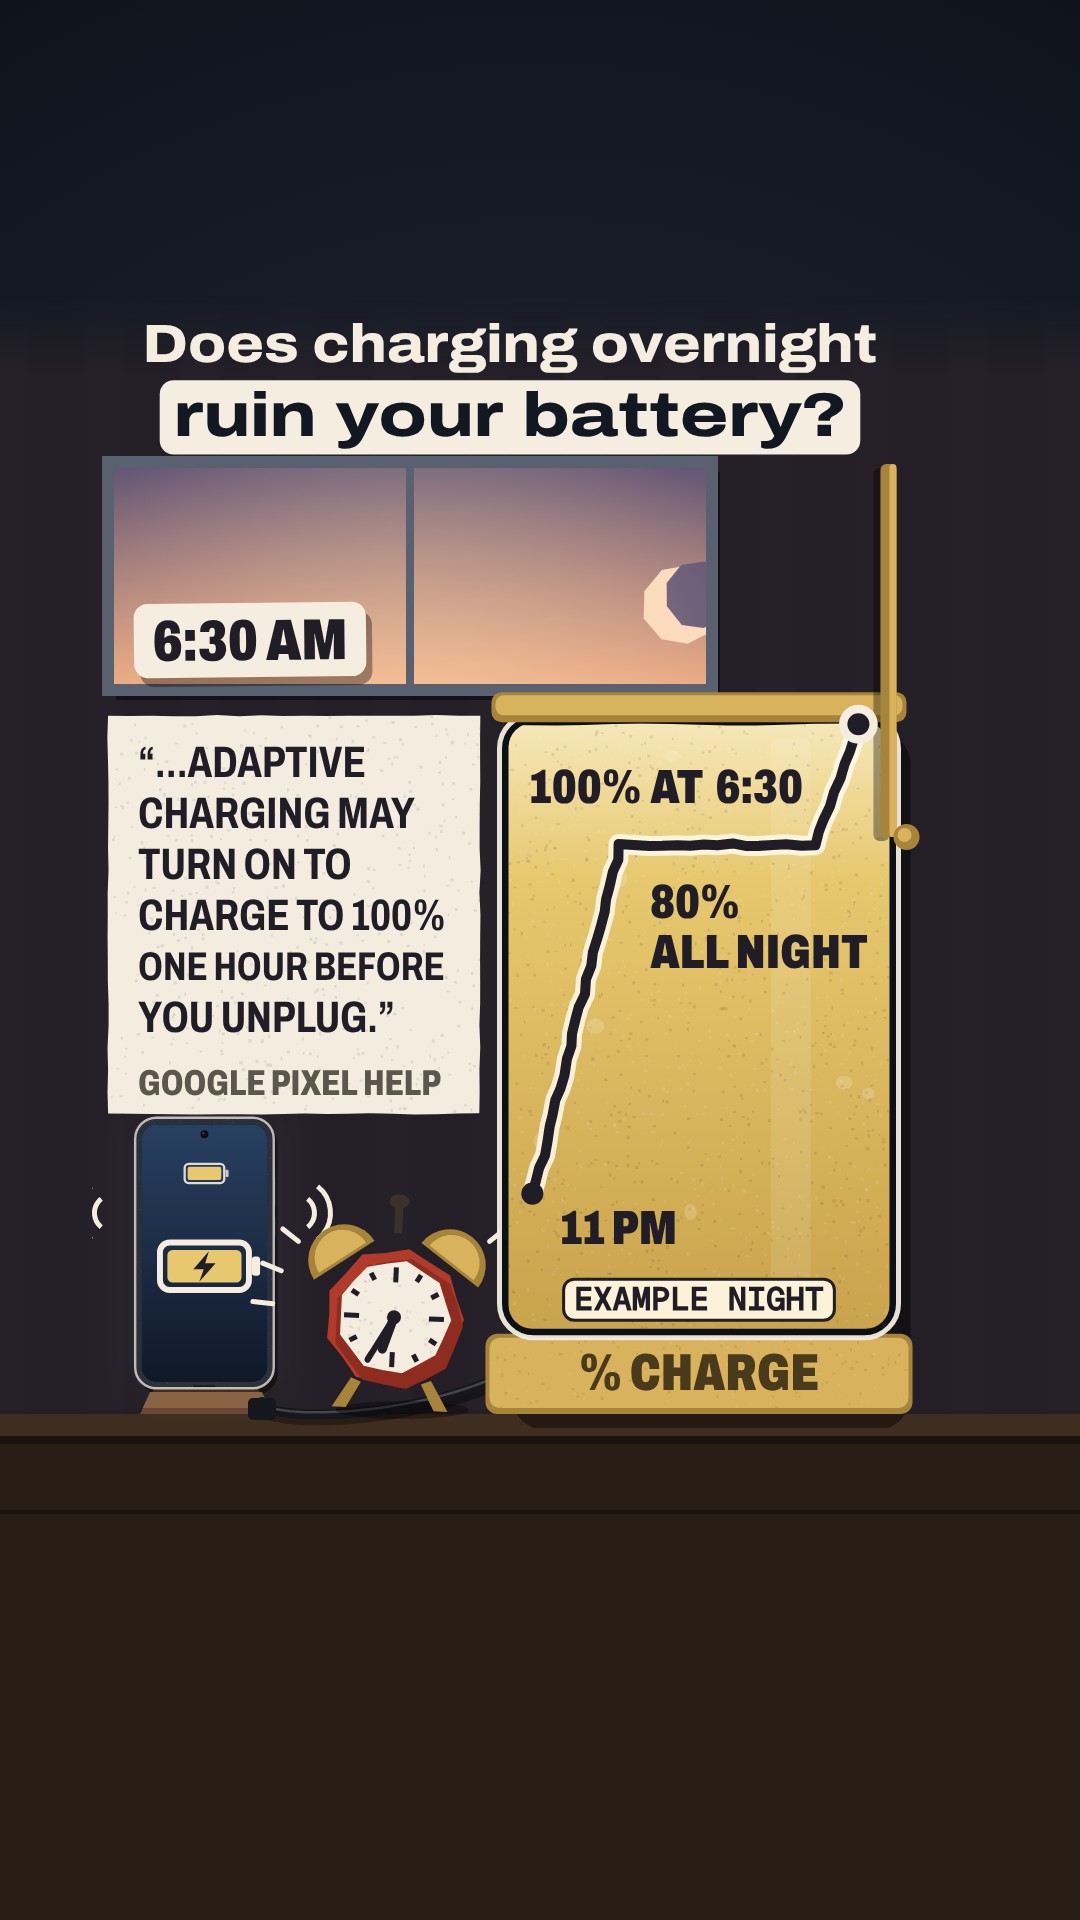 Does charging overnight
ruin your battery?
6:30 AM
“...ADAPTIVE
CHARGING MAY
TURN ON TO
CHARGE TO 100%
ONE HOUR BEFORE
YOU UNPLUG.”
GOOGLE PIXEL HELP
100% AT 6:30
80%
ALL NIGHT
11 PM
EXAMPLE NIGHT
% CHARGE